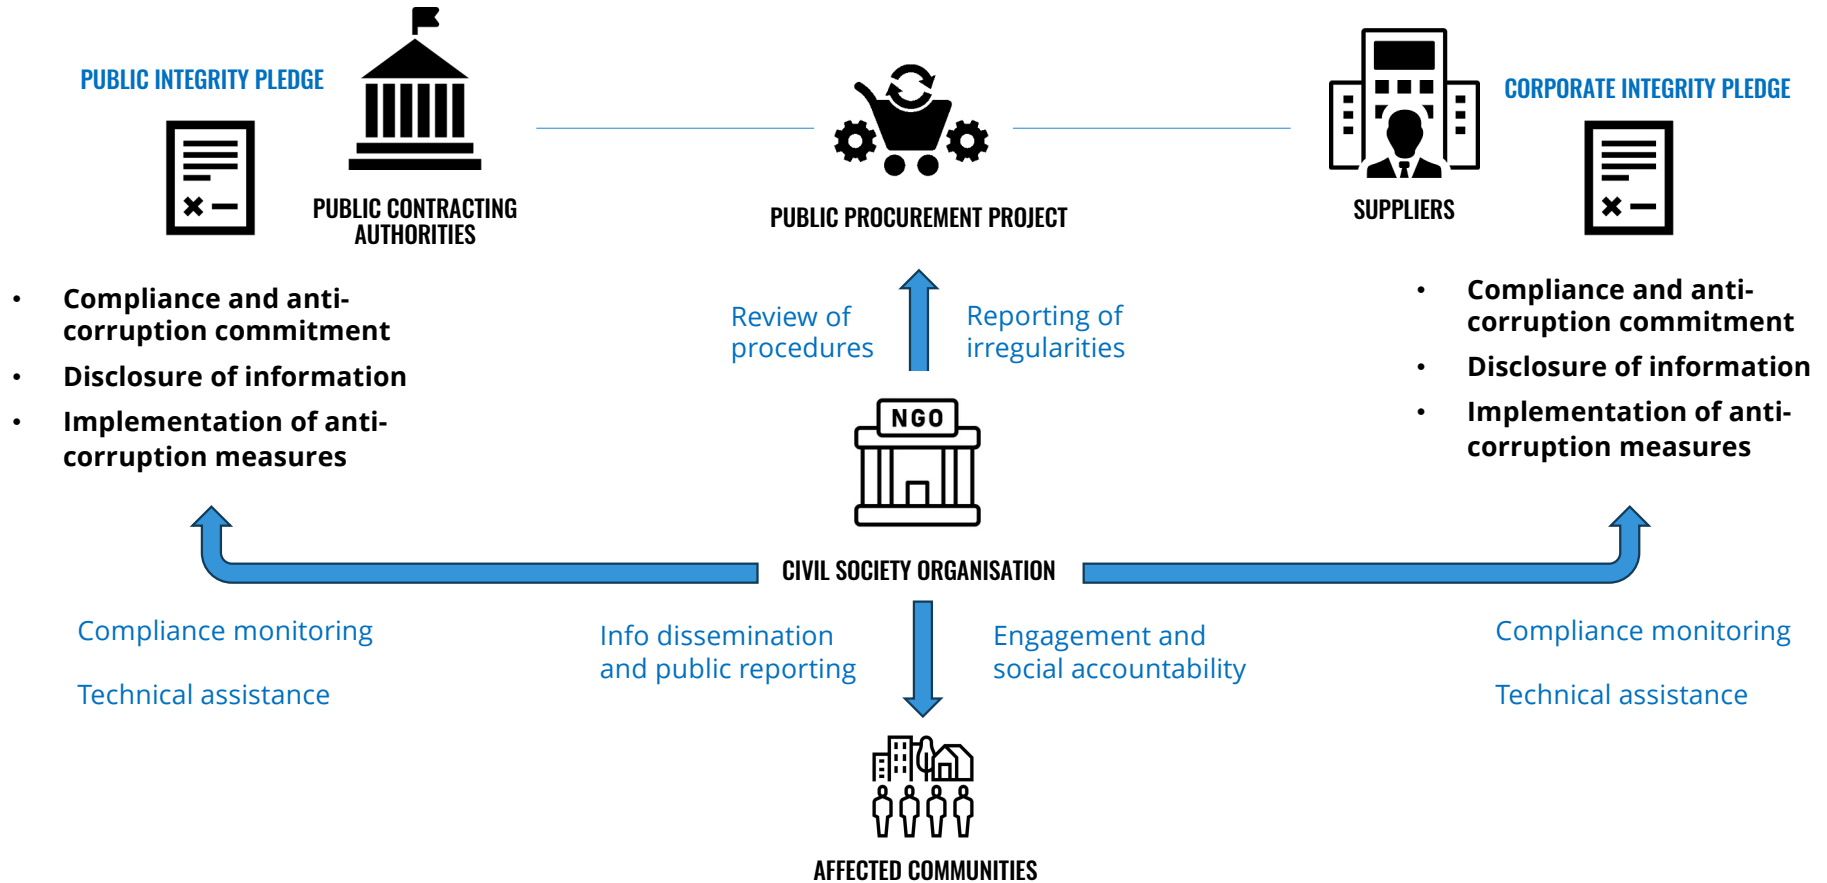 PUBLIC INTEGRITY PLEDGE
PUBLIC CONTRACTING
AUTHORITIES
PUBLIC PROCUREMENT PROJECT
SUPPLIERS
CORPORATE INTEGRITY PLEDGE
• Compliance and anti-
corruption commitment
• Disclosure of information
• Implementation of anti-
corruption measures
Review of
procedures
Reporting of
irregularities
• Compliance and anti-
corruption commitment
• Disclosure of information
• Implementation of anti-
corruption measures
NGO
CIVIL SOCIETY ORGANISATION
Compliance monitoring
Technical assistance
Info dissemination
and public reporting
Engagement and
social accountability
Compliance monitoring
Technical assistance
AFFECTED COMMUNITIES